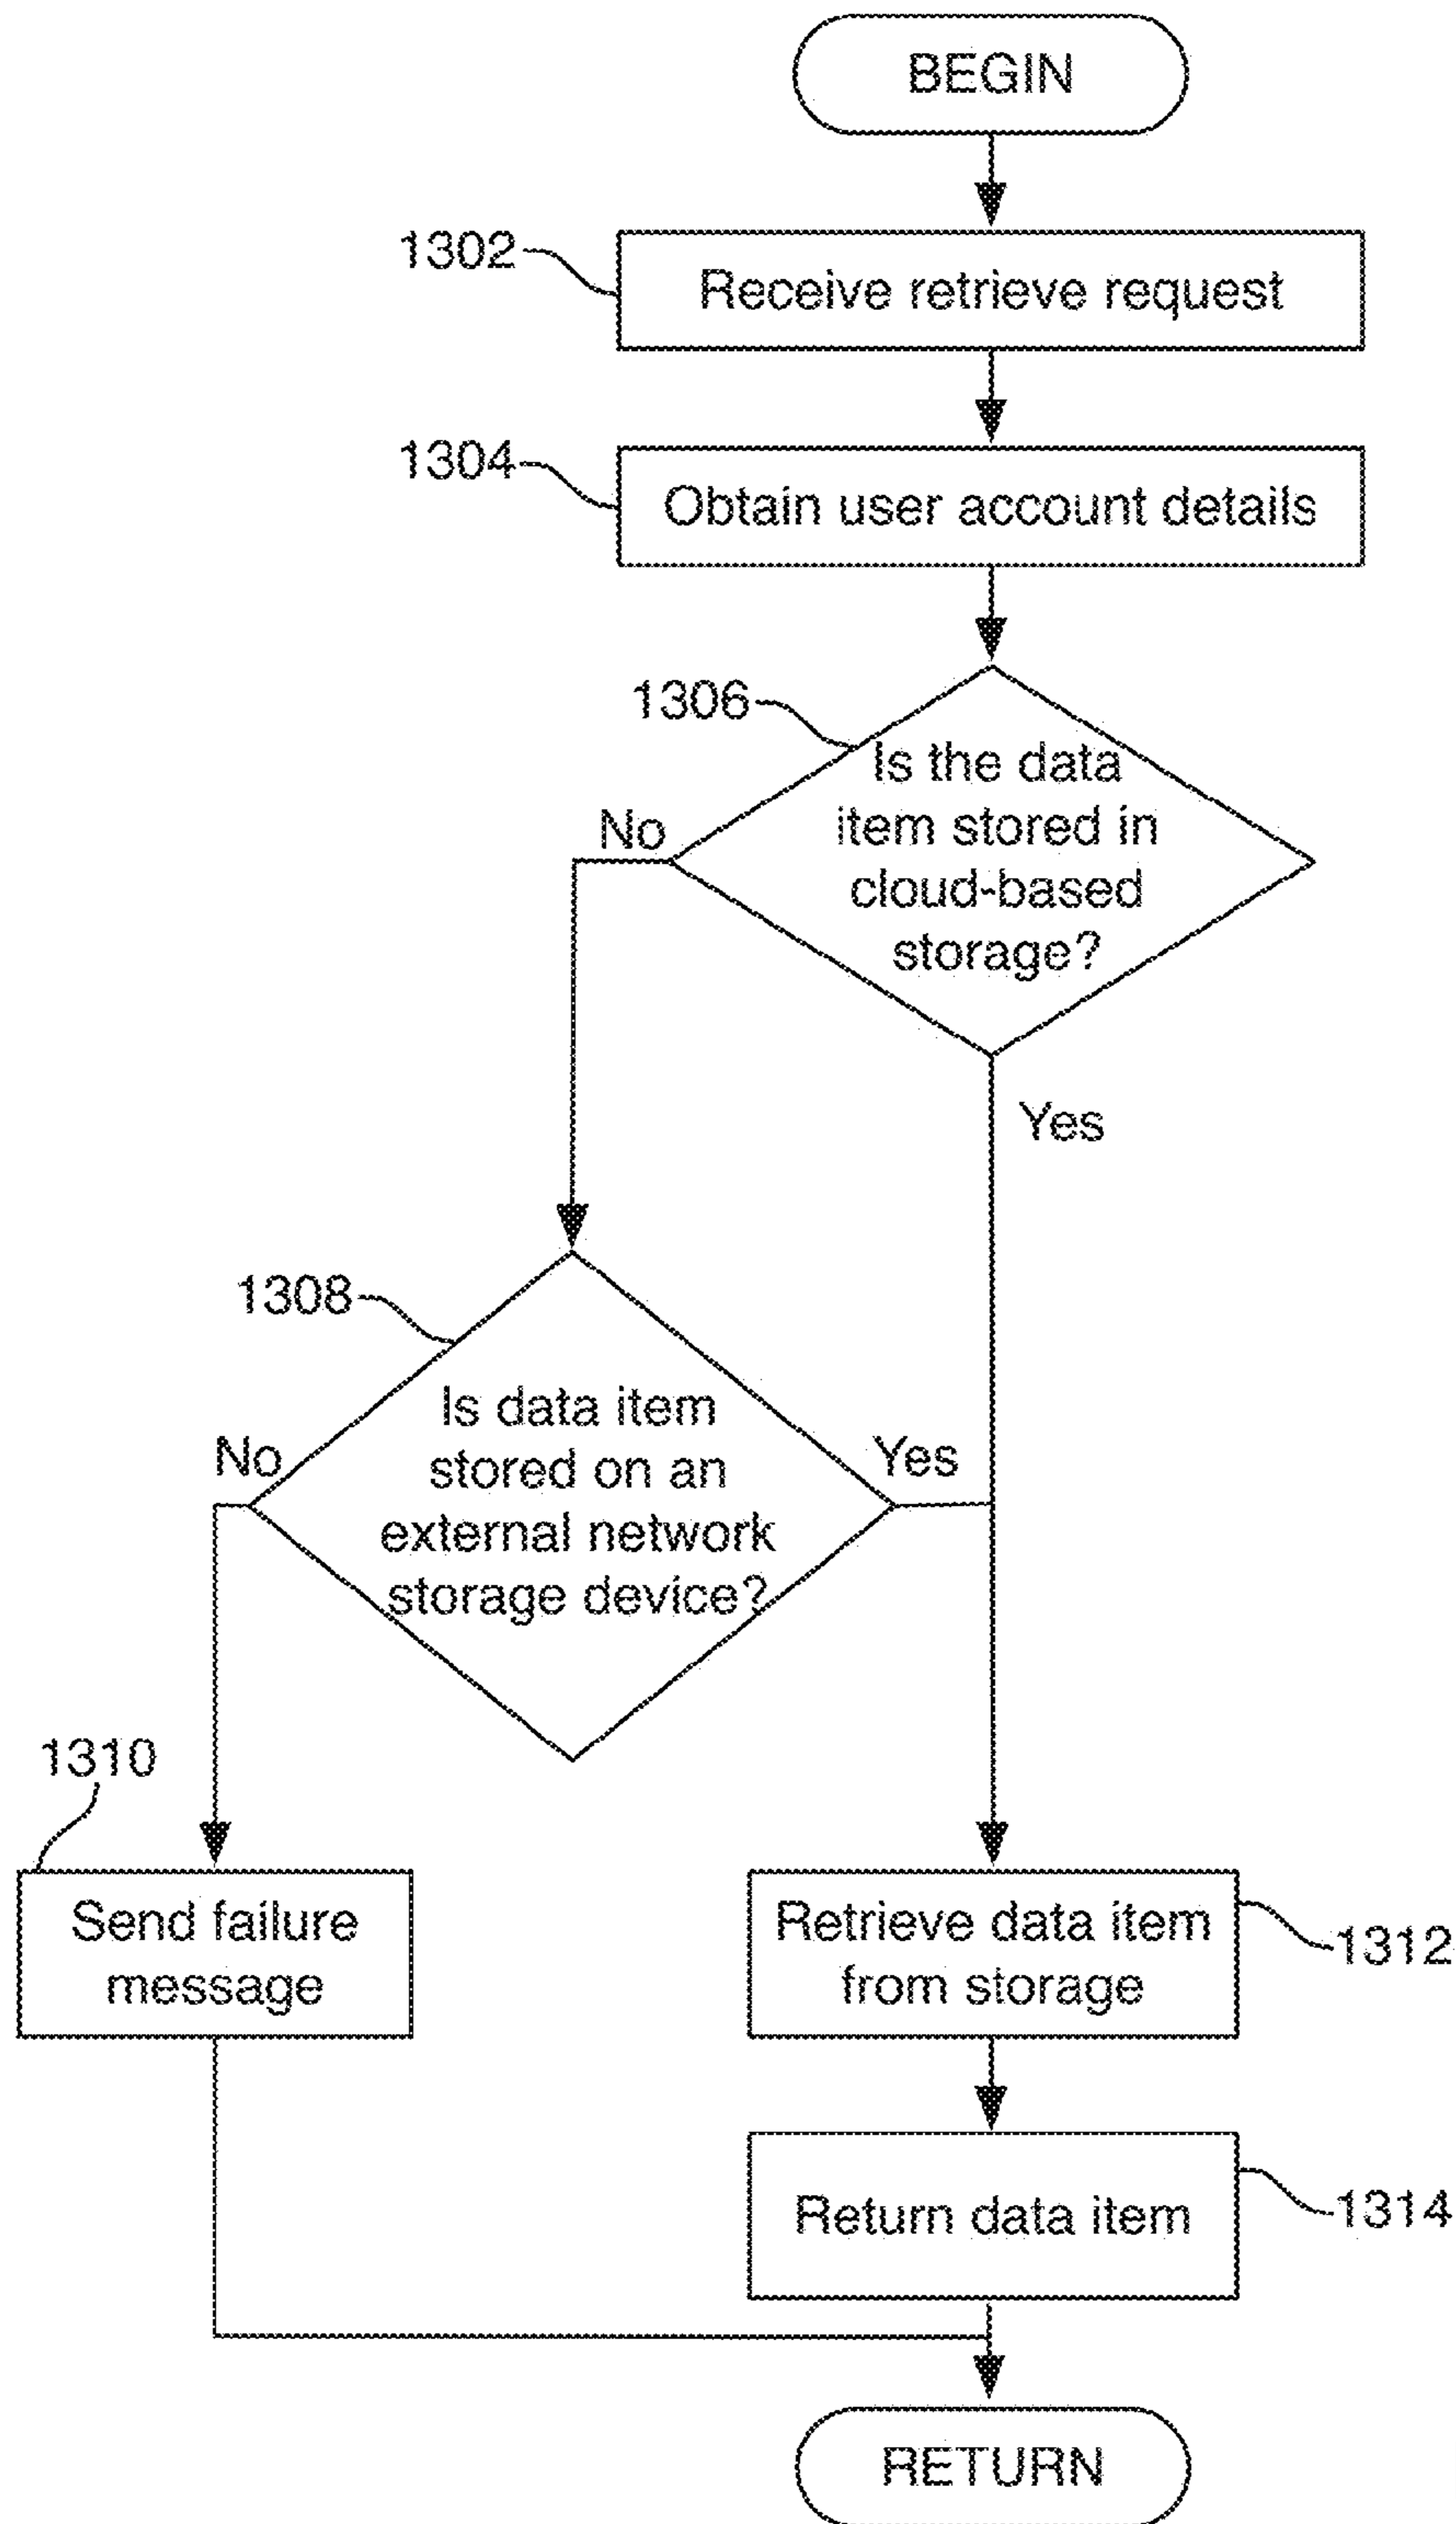 BEGIN
1302
Receive retrieve request
1304
Obtain user account details
1306
Is the data
item stored in
cloud-based
storage?
No
Yes
1308
Is data item
stored on an
external network
storage device?
No
Yes
1310
Send failure
message
Retrieve data item
from storage
1312
Return data item
1314
RETURN